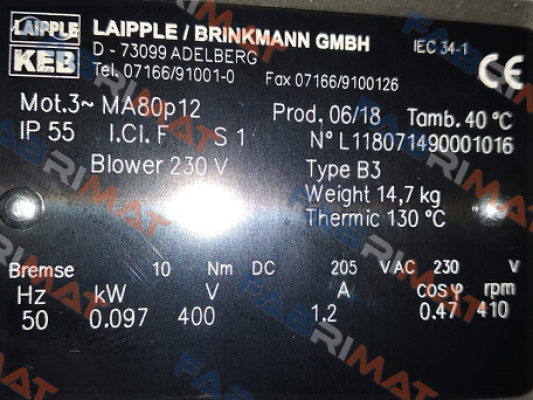 LAIPPLE LAIPPLE / BRINKMANN GMBH IEC 34-1 CE
KEB D - 73099 ADELBERG
Tel. 07166/91001-0 Fax 07166/9100126
Mot.3~ MA80p12 Prod. 06/18 Tamb. 40 °C
IP 55 I.Cl. F S 1 N° L118071490001016
Blower 230 V Type B3
Weight 14,7 kg
Thermic 130 °C
Bremse 10 Nm DC 205 V AC 230 V
Hz kW V A cosφ rpm
50 0.097 400 1.2 0.47 410
FABRIMAT